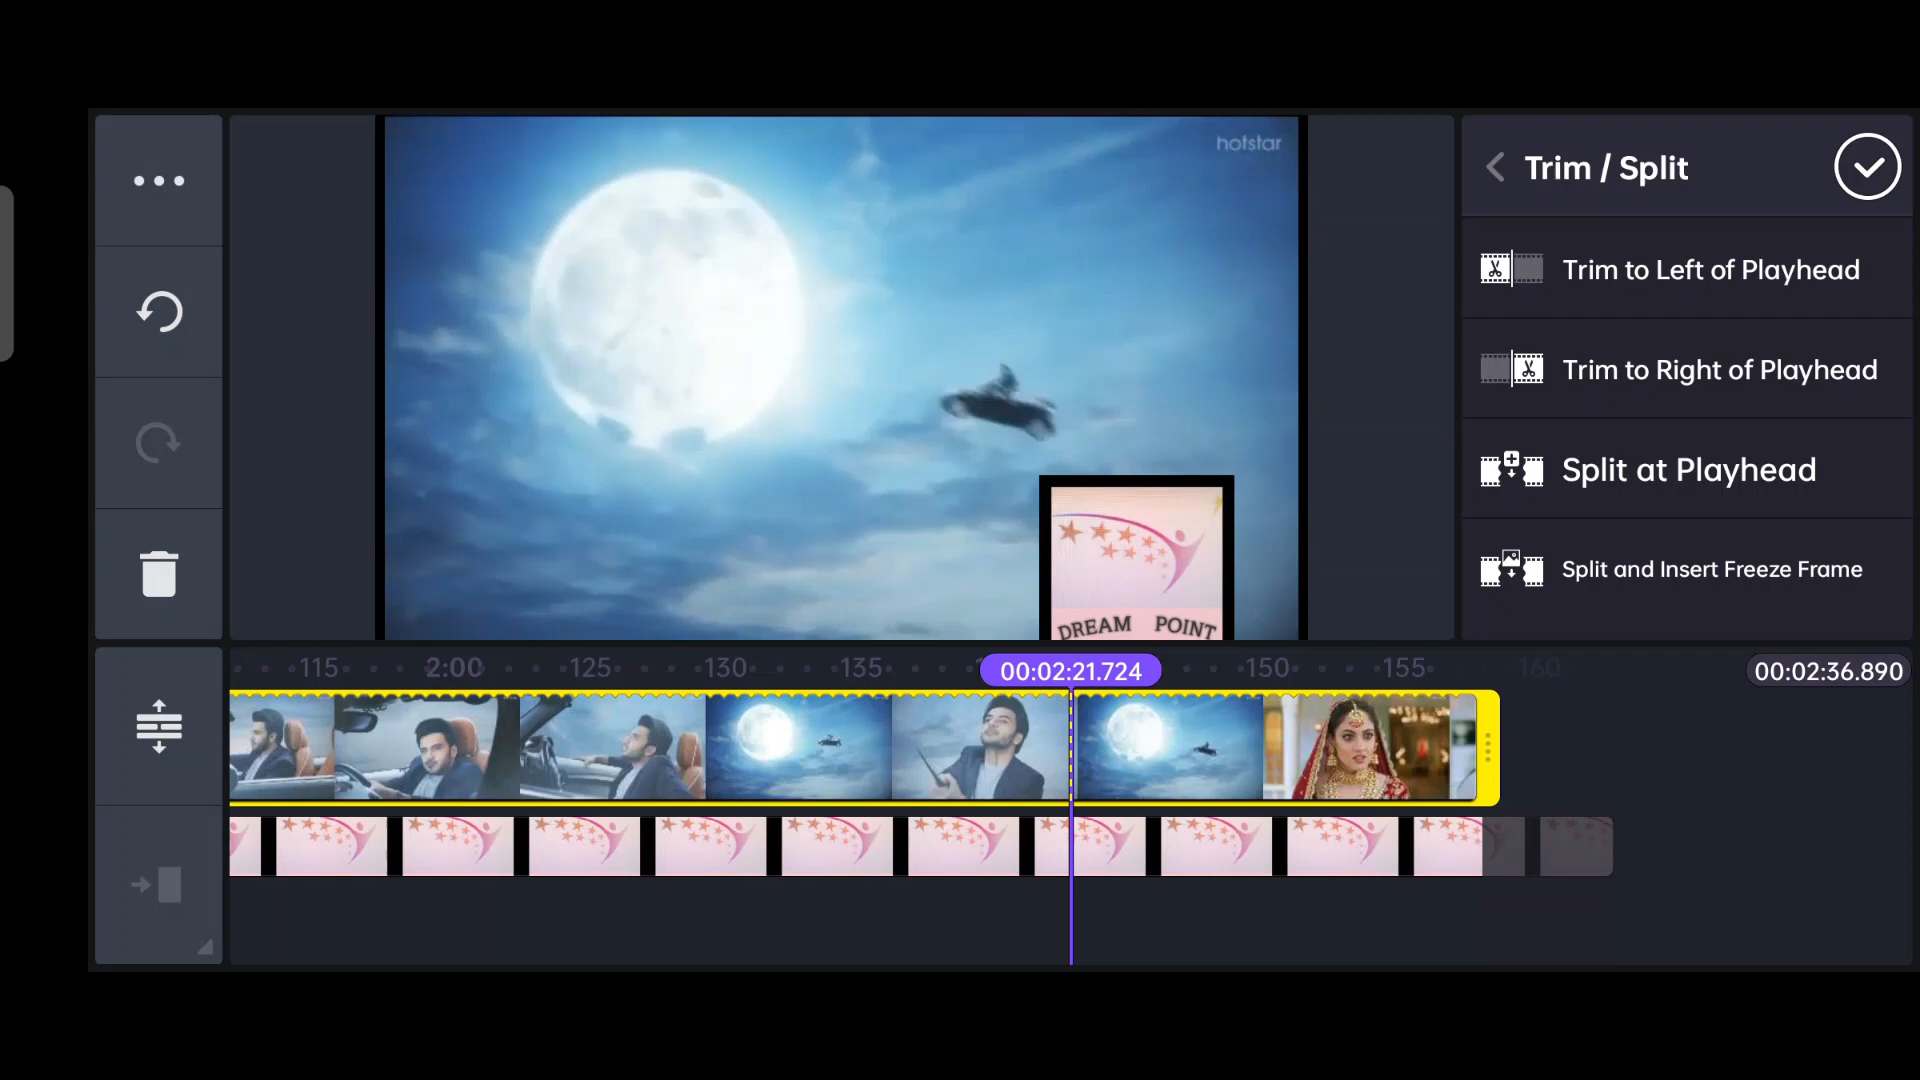 hotstar
Trim / Split
Trim to Left of Playhead
Trim to Right of Playhead
Split at Playhead
Split and Insert Freeze Frame
DREAM POINT
115 2:00 125 130 135 00:02:21.724 150 155 160 00:02:36.890